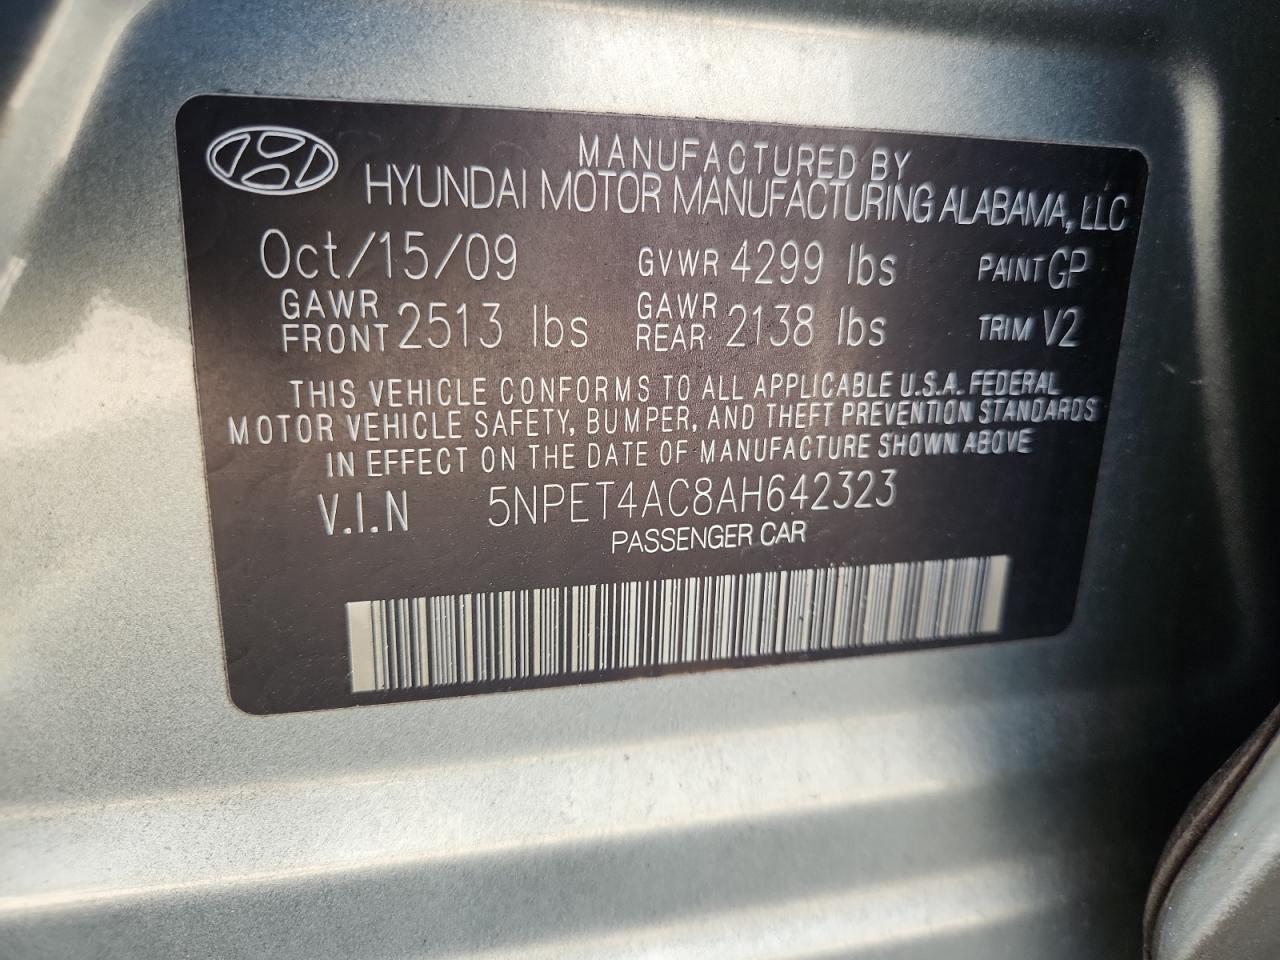 MANUFACTURED BY
HYUNDAI MOTOR MANUFACTURING ALABAMA, LLC
Oct/15/09 GVWR 4299 lbs PAINT GP
GAWR FRONT 2513 lbs GAWR REAR 2138 lbs TRIM V2
THIS VEHICLE CONFORMS TO ALL APPLICABLE U.S.A. FEDERAL
MOTOR VEHICLE SAFETY, BUMPER, AND THEFT PREVENTION STANDARDS
IN EFFECT ON THE DATE OF MANUFACTURE SHOWN ABOVE
V.I.N 5NPET4AC8AH642323
PASSENGER CAR